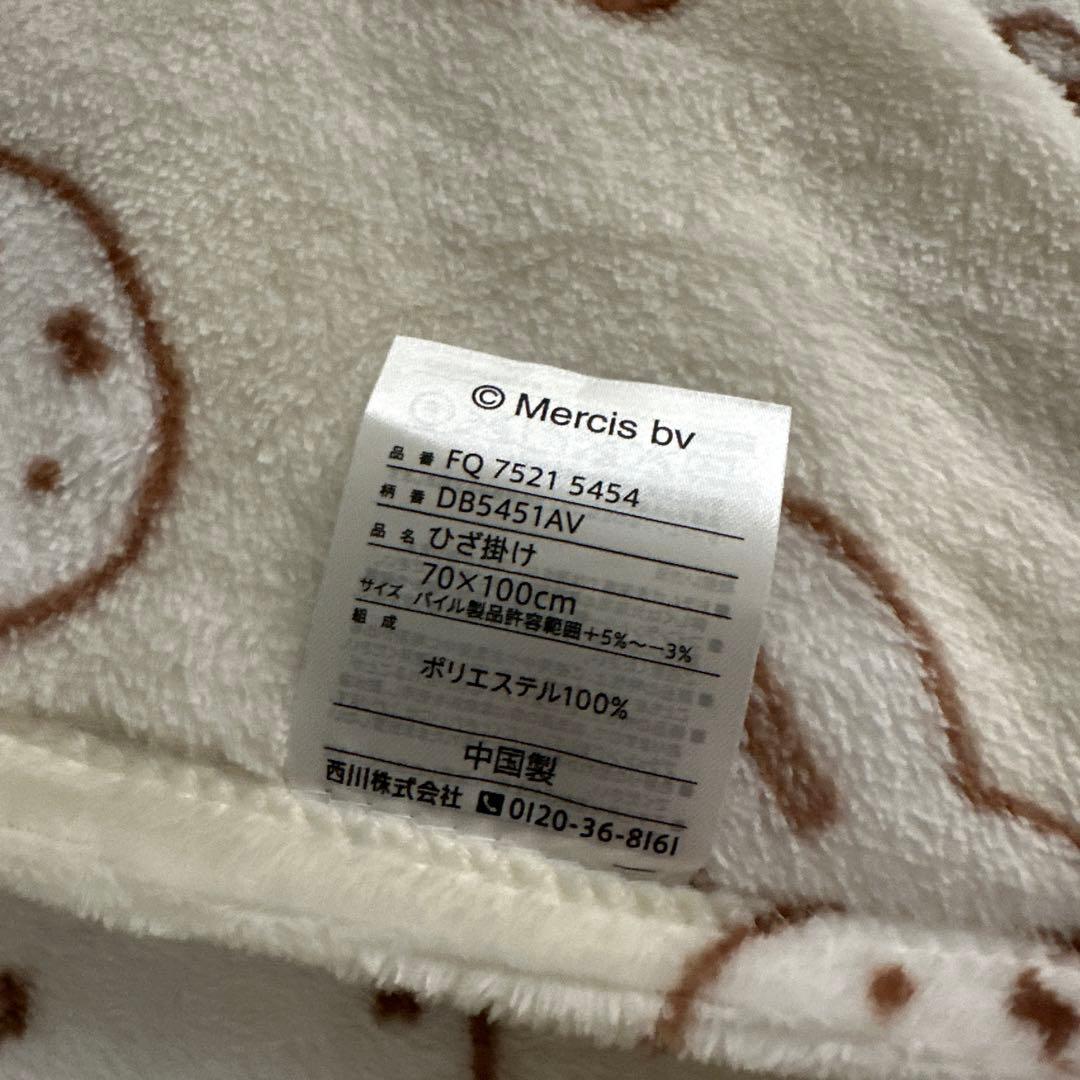 © Mercis bv
品番 FQ 7521 5454
柄番 DB5451AV
品名 ひざ掛け
サイズ 70×100cm
パイル製品許容範囲+5%～-3%
組成
ポリエステル100%
中国製
西川株式会社 0120-36-8161